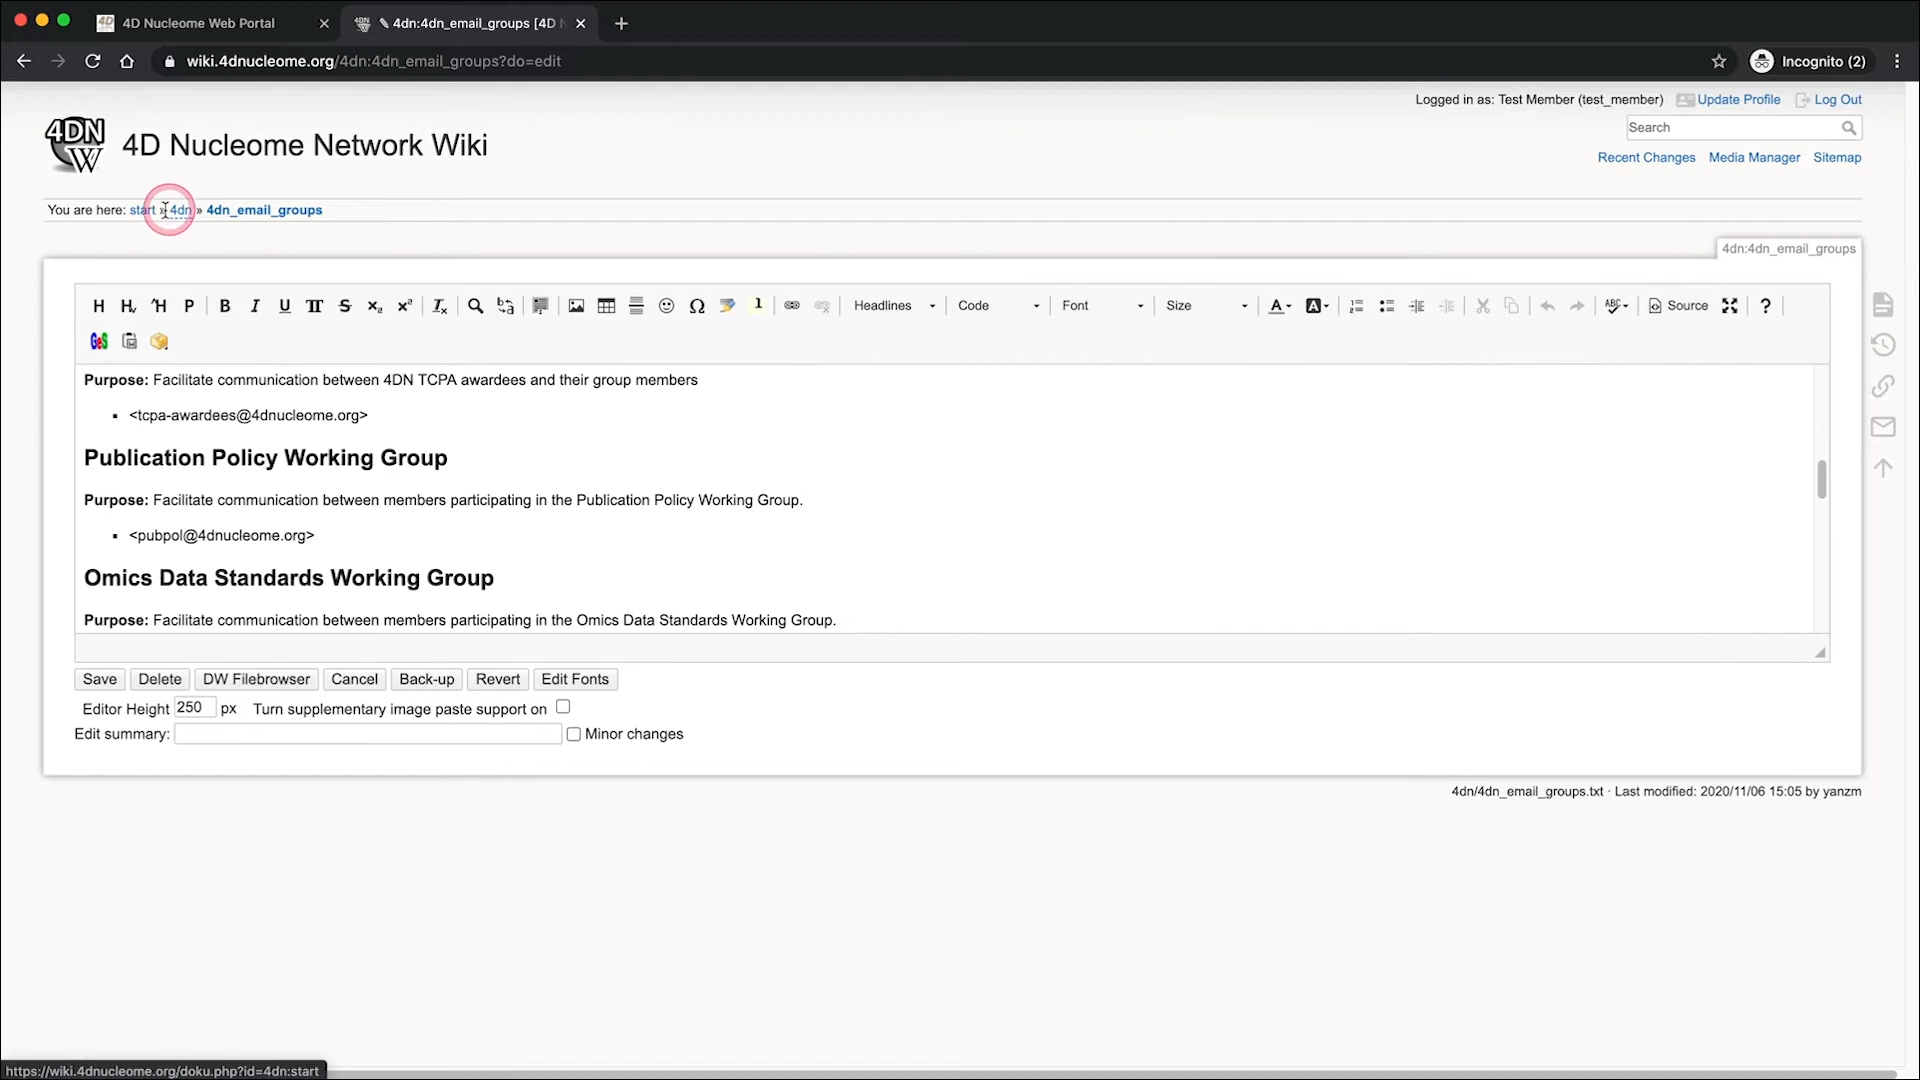 4D Nucleome Web Portal
4dn:4dn_email_groups [4D N
wiki.4dnucleome.org/4dn:4dn_email_groups?do=edit
Incognito (2)
Logged in as: Test Member (test_member) Update Profile Log Out
4DN W
4D Nucleome Network Wiki
Search
Recent Changes Media Manager Sitemap
You are here: start » 4dn » 4dn_email_groups
4dn:4dn_email_groups
Headlines Code Font Size Source ?
GeS
Purpose: Facilitate communication between 4DN TCPA awardees and their group members
<tcpa-awardees@4dnucleome.org>
Publication Policy Working Group
Purpose: Facilitate communication between members participating in the Publication Policy Working Group.
<pubpol@4dnucleome.org>
Omics Data Standards Working Group
Purpose: Facilitate communication between members participating in the Omics Data Standards Working Group.
Save Delete DW Filebrowser Cancel Back-up Revert Edit Fonts
Editor Height 250 px Turn supplementary image paste support on
Edit summary: Minor changes
4dn/4dn_email_groups.txt · Last modified: 2020/11/06 15:05 by yanzm
https://wiki.4dnucleome.org/doku.php?id=4dn:start